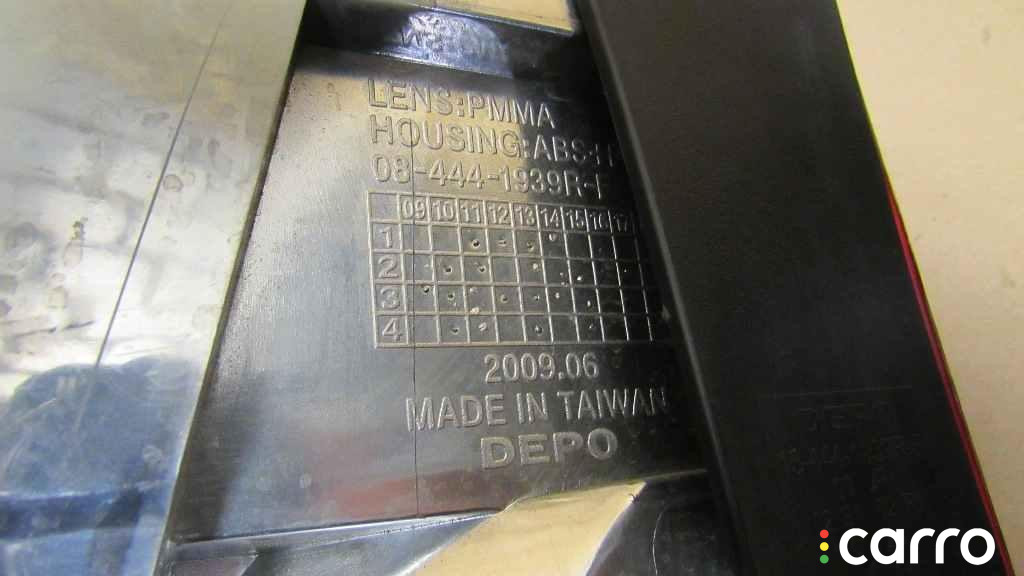 LENS:PMMA
HOUSING:ABS
08-444-1939R-
09 10 11 12 13 14 15 16 17
1
2
3
4
2009.06
MADE IN TAIWAN
DEPO
carro